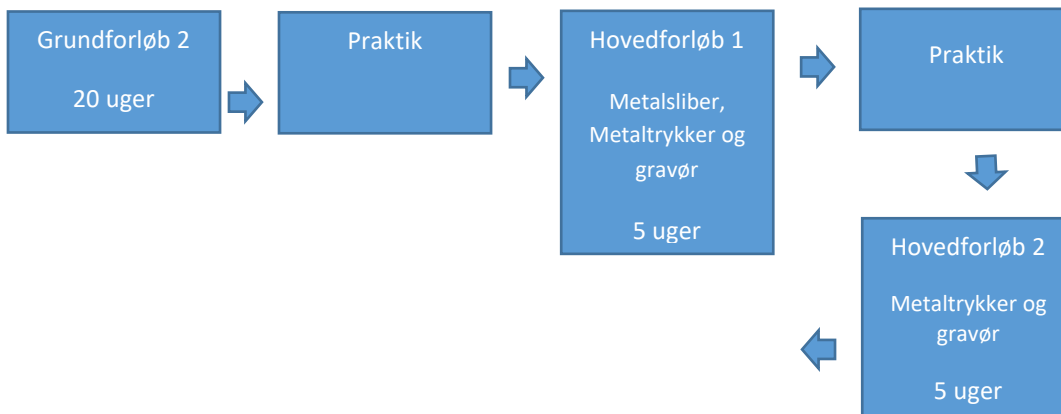 Grundforløb 2
20 uger
Praktik
Hovedforløb 1
Metalsliber,
Metaltrykker og
gravør
5 uger
Praktik
Hovedforløb 2
Metaltrykker og
gravør
5 uger